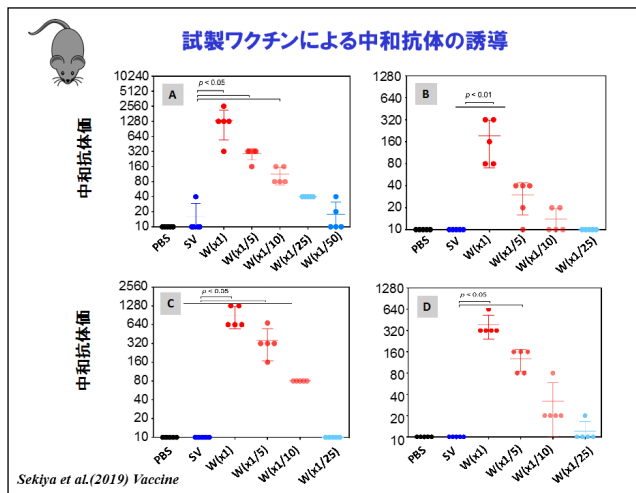 試製ワクチンによる中和抗体の誘導
A
p < 0.05
中和抗体価
10240
5120
2560
1280
640
320
160
80
40
20
10
PBS
SV
W(x1)
W(x1/5)
W(x1/10)
W(x1/25)
W(x1/50)
B
p < 0.01
1280
640
320
160
80
40
20
10
PBS
SV
W(x1)
W(x1/5)
W(x1/10)
W(x1/25)
C
p < 0.05
中和抗体価
2560
1280
640
320
160
80
40
20
10
PBS
SV
W(x1)
W(x1/5)
W(x1/10)
W(x1/25)
D
p < 0.05
1280
640
320
160
80
40
20
10
PBS
SV
W(x1)
W(x1/5)
W(x1/10)
W(x1/25)
Sekiya et al.(2019) Vaccine